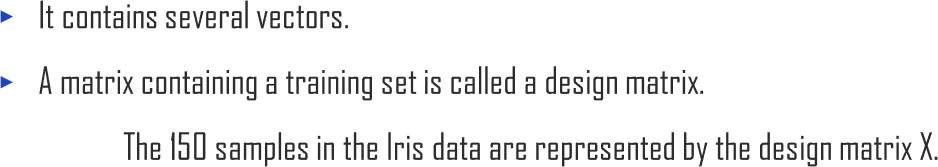 It contains several vectors.
A matrix containing a training set is called a design matrix.
The 150 samples in the Iris data are represented by the design matrix X.